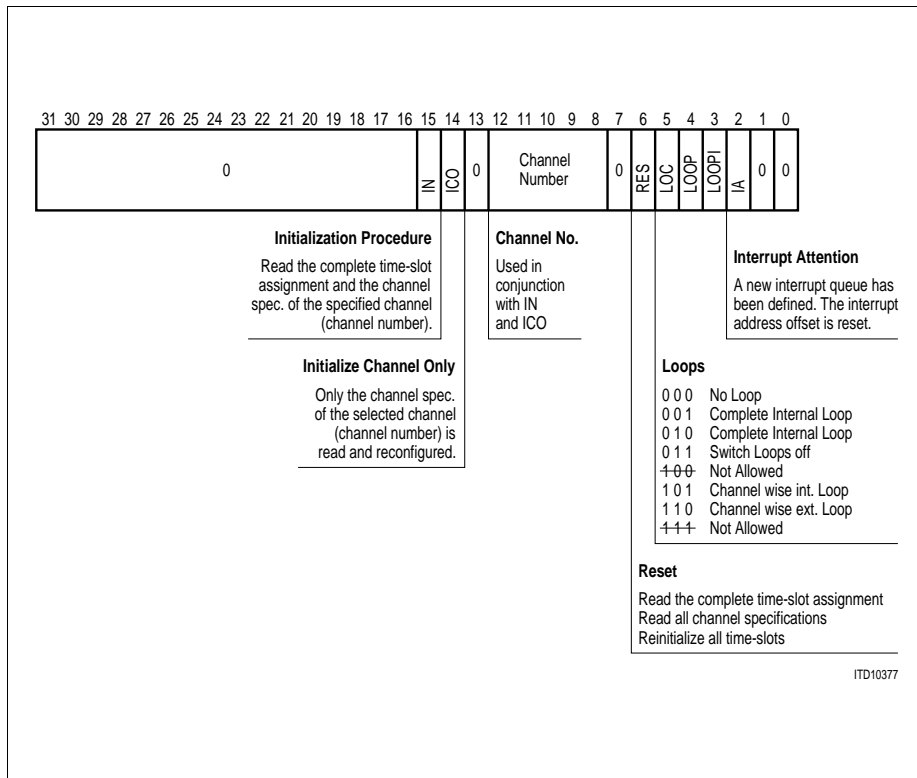 31 30 29 28 27 26 25 24 23 22 21 20 19 18 17 16 15 14 13 12 11 10 9 8 7 6 5 4 3 2 1 0
0 IN ICO 0 Channel Number 0 RES LOC LOOP LOOPI IA 0 0
Initialization Procedure
Read the complete time-slot
assignment and the channel
spec. of the specified channel
(channel number).
Channel No.
Used in
conjunction
with IN
and ICO
Interrupt Attention
A new interrupt queue has
been defined. The interrupt
address offset is reset.
Initialize Channel Only
Only the channel spec.
of the selected channel
(channel number) is
read and reconfigured.
Loops
0 0 0 No Loop
0 0 1 Complete Internal Loop
0 1 0 Complete Internal Loop
0 1 1 Switch Loops off
1 0 0 Not Allowed
1 0 1 Channel wise int. Loop
1 1 0 Channel wise ext. Loop
1 1 1 Not Allowed
Reset
Read the complete time-slot assignment
Read all channel specifications
Reinitialize all time-slots
ITD10377